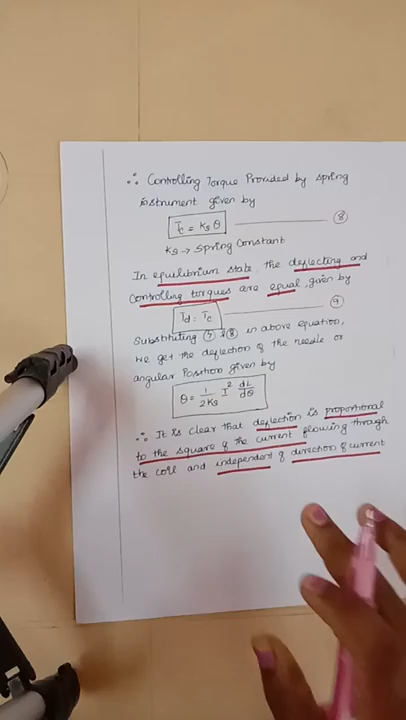 ∴ Controlling Torque Provided by spring
instrument given by
Tc = Ks θ ——— ⑧
Ks → Spring Constant
In equilibrium state, the deflecting and
Controlling torques are equal, given by
Td = Tc ——— ⑨
Substituting ⑦ & ⑧ in above equation,
we get the deflection of the needle or
angular Position given by
θ = 1/2Ks I² dL/dθ
∴ It is clear that deflection is proportional
to the square of the current flowing through
the coil and independent of direction of current